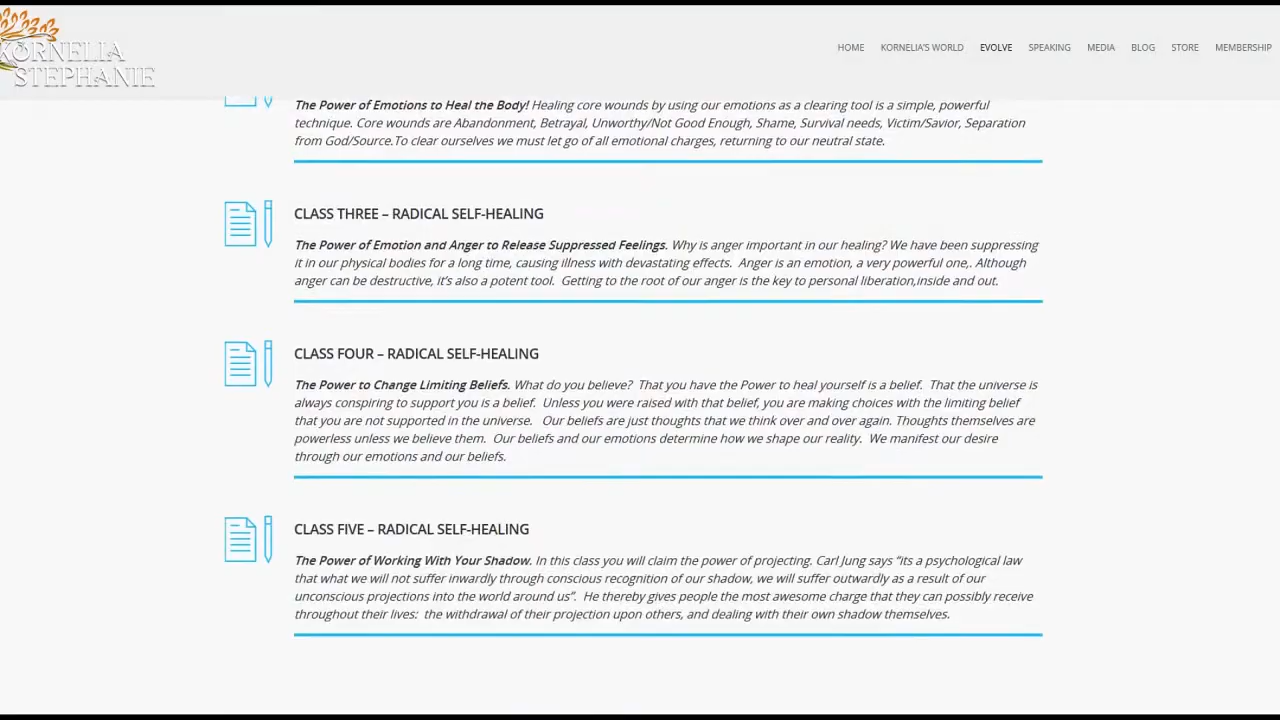 KORNELIA
STEPHANIE
HOME KORNELIA'S WORLD EVOLVE SPEAKING MEDIA BLOG STORE MEMBERSHIP
The Power of Emotions to Heal the Body! Healing core wounds by using our emotions as a clearing tool is a simple, powerful
technique. Core wounds are Abandonment, Betrayal, Unworthy/Not Good Enough, Shame, Survival needs, Victim/Savior, Separation
from God/Source.To clear ourselves we must let go of all emotional charges, returning to our neutral state.
CLASS THREE – RADICAL SELF-HEALING
The Power of Emotion and Anger to Release Suppressed Feelings. Why is anger important in our healing? We have been suppressing
it in our physical bodies for a long time, causing illness with devastating effects. Anger is an emotion, a very powerful one,. Although
anger can be destructive, it's also a potent tool. Getting to the root of our anger is the key to personal liberation,inside and out.
CLASS FOUR – RADICAL SELF-HEALING
The Power to Change Limiting Beliefs. What do you believe? That you have the Power to heal yourself is a belief. That the universe is
always conspiring to support you is a belief. Unless you were raised with that belief, you are making choices with the limiting belief
that you are not supported in the universe. Our beliefs are just thoughts that we think over and over again. Thoughts themselves are
powerless unless we believe them. Our beliefs and our emotions determine how we shape our reality. We manifest our desire
through our emotions and our beliefs.
CLASS FIVE – RADICAL SELF-HEALING
The Power of Working With Your Shadow. In this class you will claim the power of projecting. Carl Jung says "its a psychological law
that what we will not suffer inwardly through conscious recognition of our shadow, we will suffer outwardly as a result of our
unconscious projections into the world around us". He thereby gives people the most awesome charge that they can possibly receive
throughout their lives: the withdrawal of their projection upon others, and dealing with their own shadow themselves.